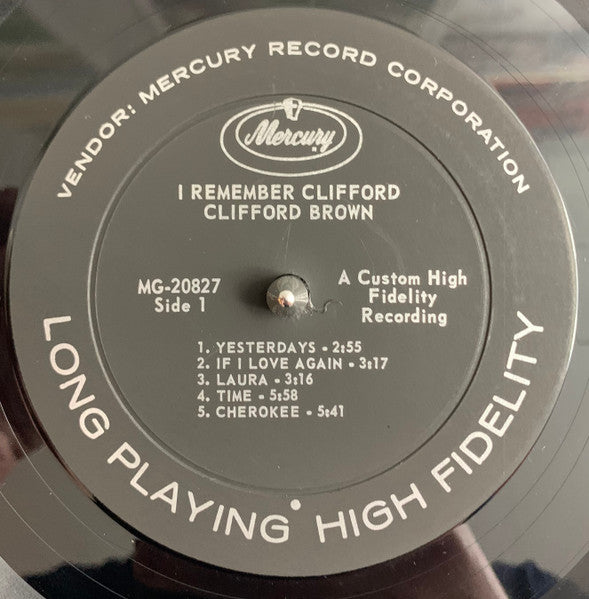 VENDOR: MERCURY RECORD CORPORATION
Mercury
I REMEMBER CLIFFORD
CLIFFORD BROWN
MG-20827
Side 1
A Custom High
Fidelity
Recording
1. YESTERDAYS • 2:55
2. IF I LOVE AGAIN • 3:17
3. LAURA • 3:16
4. TIME • 5:58
5. CHEROKEE • 5:41
LONG PLAYING • HIGH FIDELITY